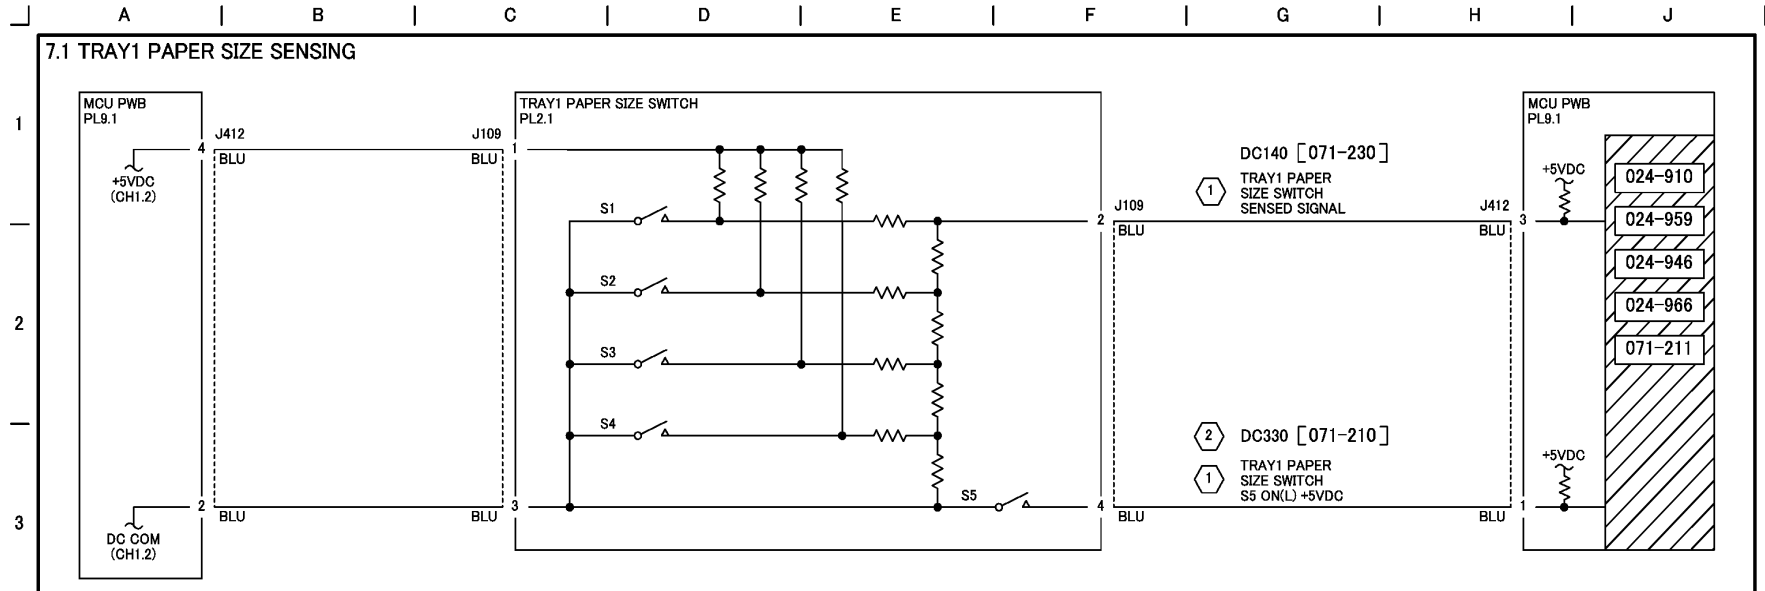 A B C D E F G H J
7.1 TRAY1 PAPER SIZE SENSING
1
2
3
MCU PWB
PL9.1
4
J412
BLU
+5VDC
(CH1.2)
2
BLU
DC COM
(CH1.2)
J109
BLU
1
BLU
3
TRAY1 PAPER SIZE SWITCH
PL2.1
S1
S2
S3
S4
S5
2
J109
BLU
4
BLU
DC140 [071-230]
1
TRAY1 PAPER
SIZE SWITCH
SENSED SIGNAL
2
DC330 [071-210]
1
TRAY1 PAPER
SIZE SWITCH
S5 ON(L) +5VDC
J412
BLU
3
BLU
1
MCU PWB
PL9.1
+5VDC
+5VDC
024-910
024-959
024-946
024-966
071-211